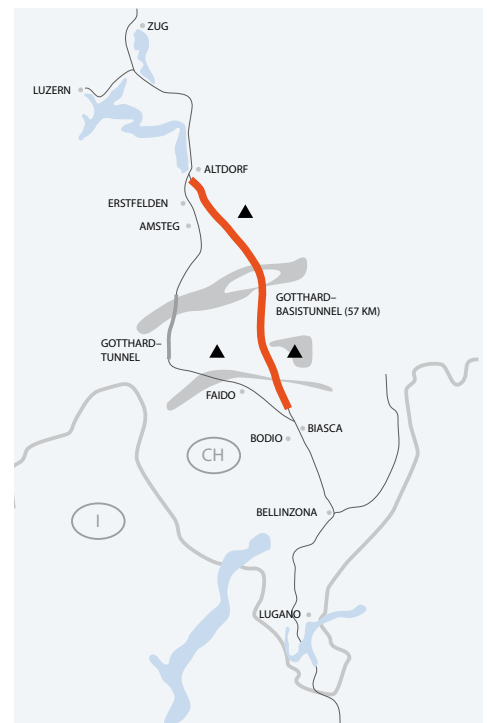 ZUG
LUZERN
ALTDORF
ERSTFELDEN
AMSTEG
GOTTHARD–
BASISTUNNEL (57 KM)
GOTTHARD–
TUNNEL
FAIDO
BIASCA
BODIO
CH
BELLINZONA
I
LUGANO